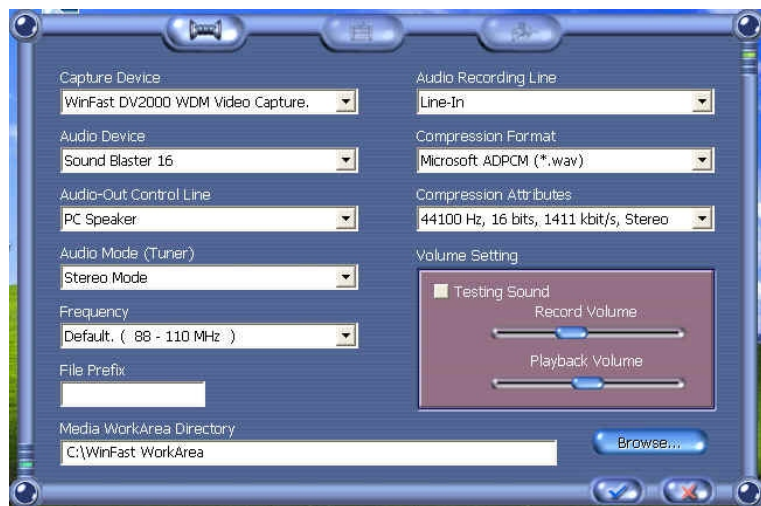 Capture Device
WinFast DV2000 WDM Video Capture.
Audio Device
Sound Blaster 16
Audio-Out Control Line
PC Speaker
Audio Mode (Tuner)
Stereo Mode
Frequency
Default. ( 88 - 110 MHz )
File Prefix
Media WorkArea Directory
C:\WinFast WorkArea
Audio Recording Line
Line-In
Compression Format
Microsoft ADPCM (*.wav)
Compression Attributes
44100 Hz, 16 bits, 1411 kbit/s, Stereo
Volume Setting
Testing Sound
Record Volume
Playback Volume
Browse...